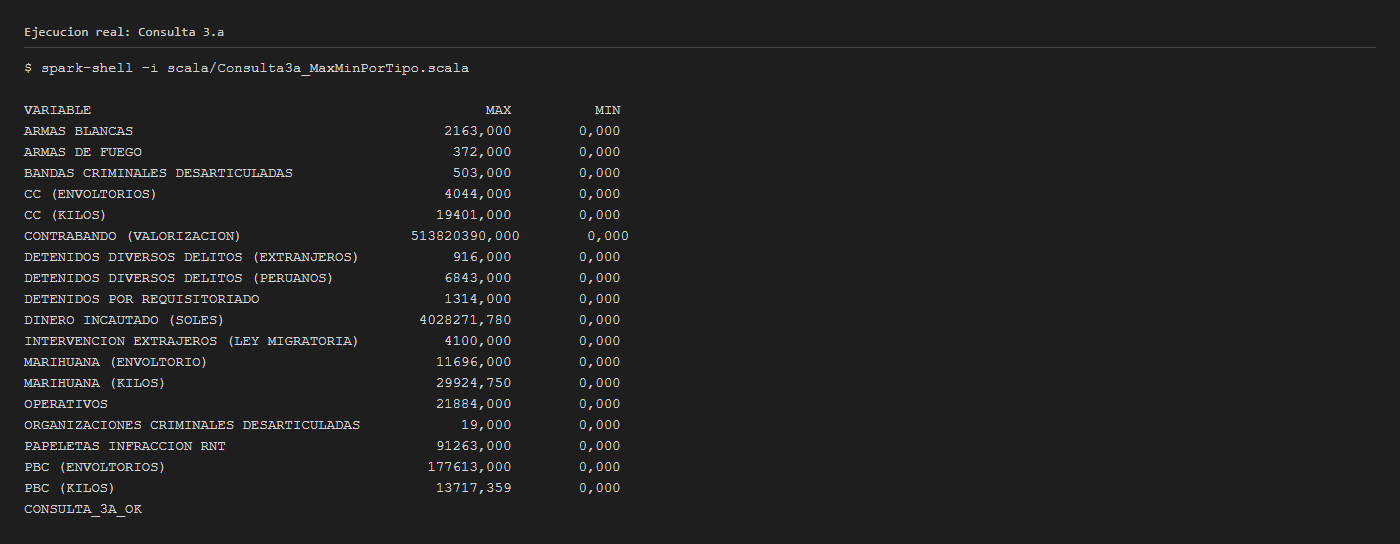 Ejecucion real: Consulta 3.a
$ spark-shell -i scala/Consulta3a_MaxMinPorTipo.scala
VARIABLE MAX MIN
ARMAS BLANCAS 2163,000 0,000
ARMAS DE FUEGO 372,000 0,000
BANDAS CRIMINALES DESARTICULADAS 503,000 0,000
CC (ENVOLTORIOS) 4044,000 0,000
CC (KILOS) 19401,000 0,000
CONTRABANDO (VALORIZACION) 513820390,000 0,000
DETENIDOS DIVERSOS DELITOS (EXTRANJEROS) 916,000 0,000
DETENIDOS DIVERSOS DELITOS (PERUANOS) 6843,000 0,000
DETENIDOS POR REQUISITORIADO 1314,000 0,000
DINERO INCAUTADO (SOLES) 4028271,780 0,000
INTERVENCION EXTRAJEROS (LEY MIGRATORIA) 4100,000 0,000
MARIHUANA (ENVOLTORIO) 11696,000 0,000
MARIHUANA (KILOS) 29924,750 0,000
OPERATIVOS 21884,000 0,000
ORGANIZACIONES CRIMINALES DESARTICULADAS 19,000 0,000
PAPELETAS INFRACCION RNT 91263,000 0,000
PBC (ENVOLTORIOS) 177613,000 0,000
PBC (KILOS) 13717,359 0,000
CONSULTA_3A_OK